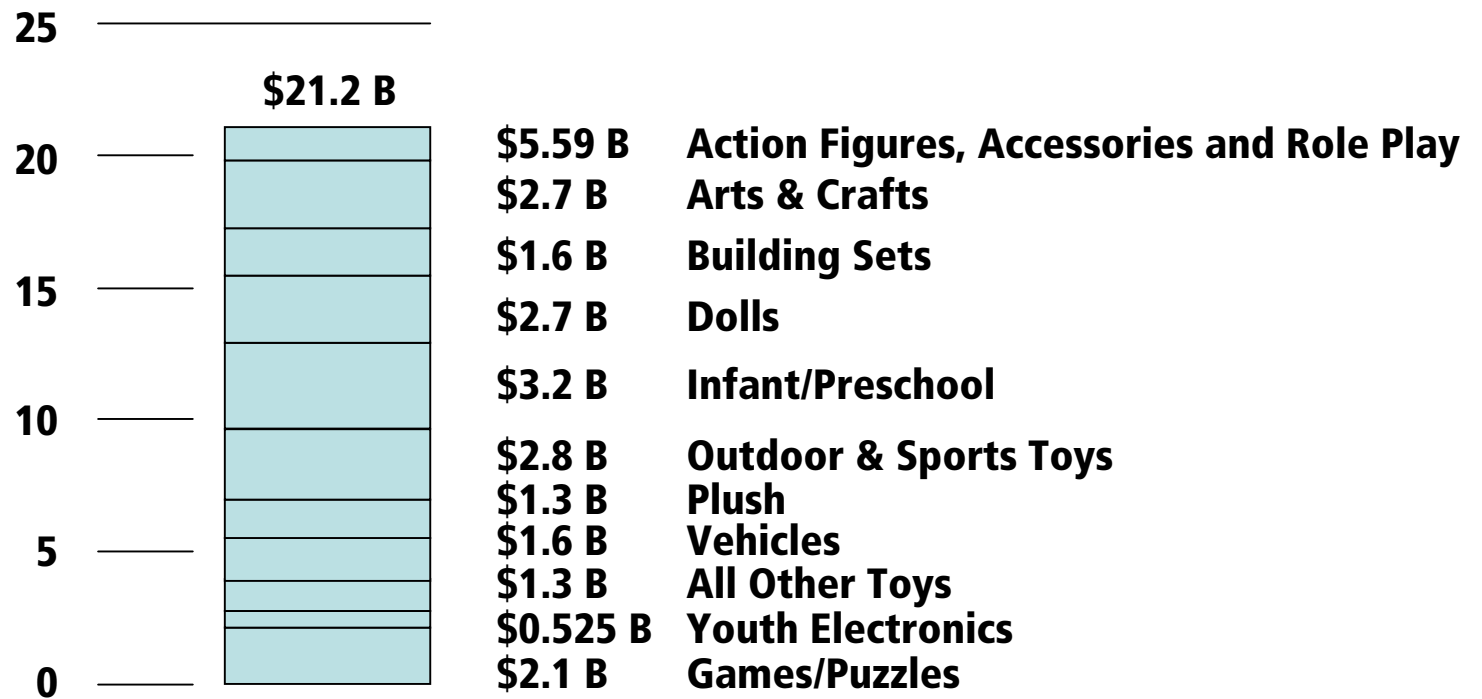 25
$21.2 B
$5.59 B Action Figures, Accessories and Role Play
20
$2.7 B Arts & Crafts
$1.6 B Building Sets
15
$2.7 B Dolls
$3.2 B Infant/Preschool
10
$2.8 B Outdoor & Sports Toys
$1.3 B Plush
5
$1.6 B Vehicles
$1.3 B All Other Toys
$0.525 B Youth Electronics
0
$2.1 B Games/Puzzles